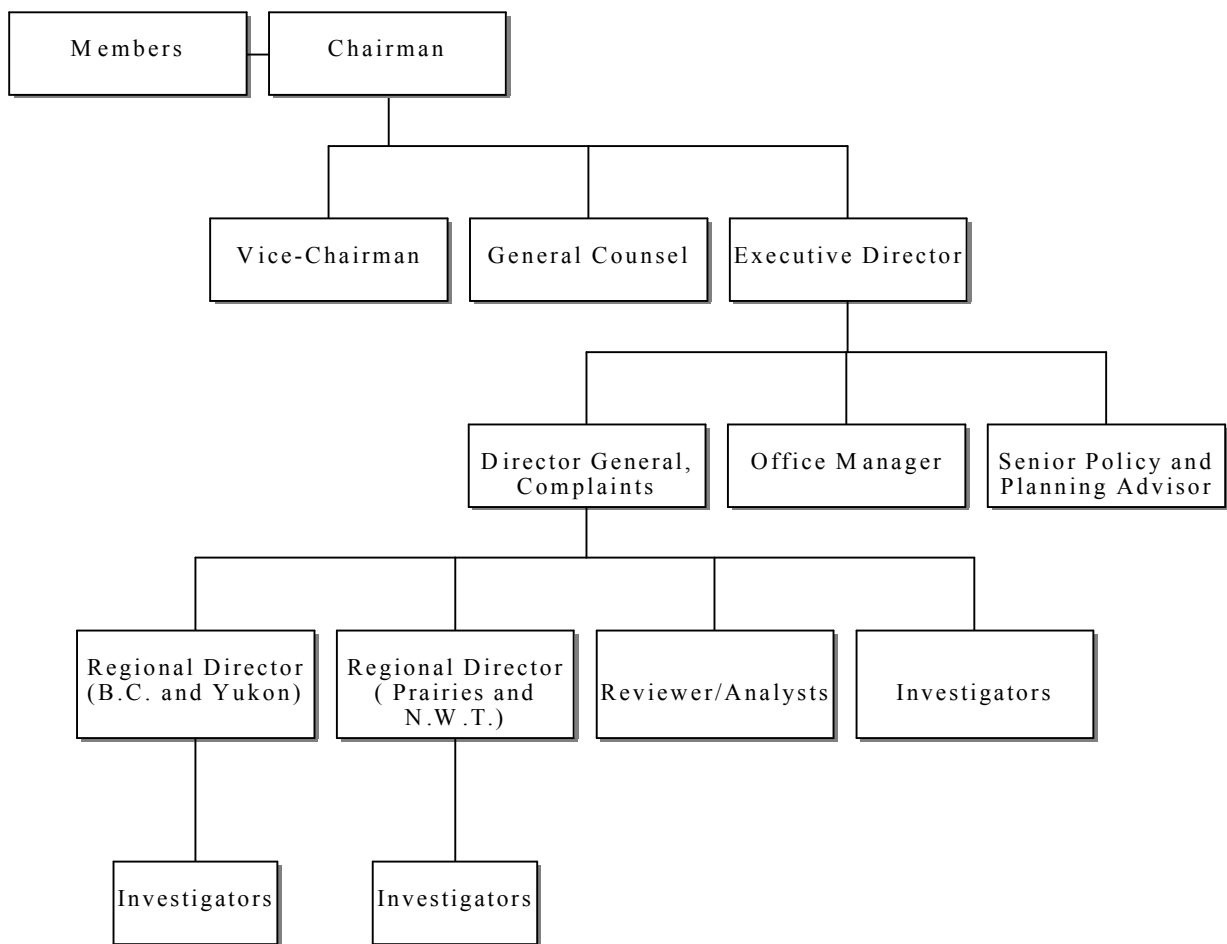 Members
Chairman
Vice-Chairman
General Counsel
Executive Director
Director General,
Complaints
Office Manager
Senior Policy and
Planning Advisor
Regional Director
(B.C. and Yukon)
Regional Director
( Prairies and
N.W.T.)
Reviewer/Analysts
Investigators
Investigators
Investigators